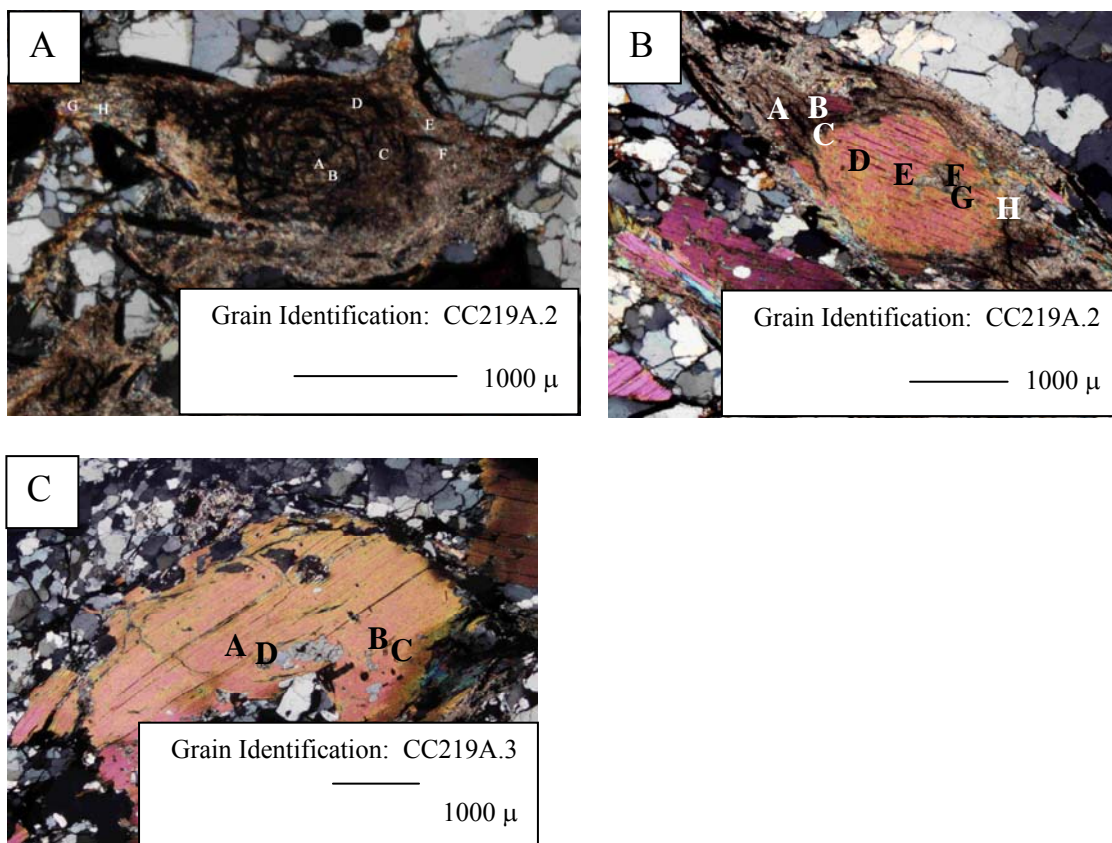 A
G H D E A B C F
Grain Identification: CC219A.2
1000 μ
B
A B C D E F G H
Grain Identification: CC219A.2
1000 μ
C
A D B C
Grain Identification: CC219A.3
1000 μ